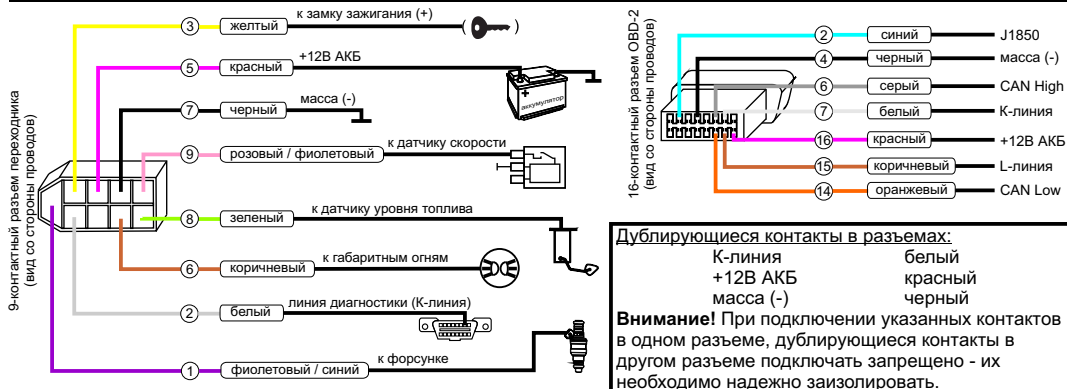 9-контактный разъем переходника
(вид со стороны проводов)
3 желтый к замку зажигания (+)
5 красный +12В АКБ
+ -
аккумулятор
7 черный масса (-)
9 розовый / фиолетовый к датчику скорости
8 зеленый к датчику уровня топлива
6 коричневый к габаритным огням
2 белый линия диагностики (К-линия)
1 фиолетовый / синий к форсунке
16-контактный разъем OBD-2
(вид со стороны проводов)
2 синий J1850
4 черный масса (-)
6 серый CAN High
7 белый К-линия
16 красный +12В АКБ
15 коричневый L-линия
14 оранжевый CAN Low
Дублирующиеся контакты в разъемах:
К-линия белый
+12В АКБ красный
масса (-) черный
Внимание! При подключении указанных контактов
в одном разъеме, дублирующиеся контакты в
другом разъеме подключать запрещено - их
необходимо надежно заизолировать.